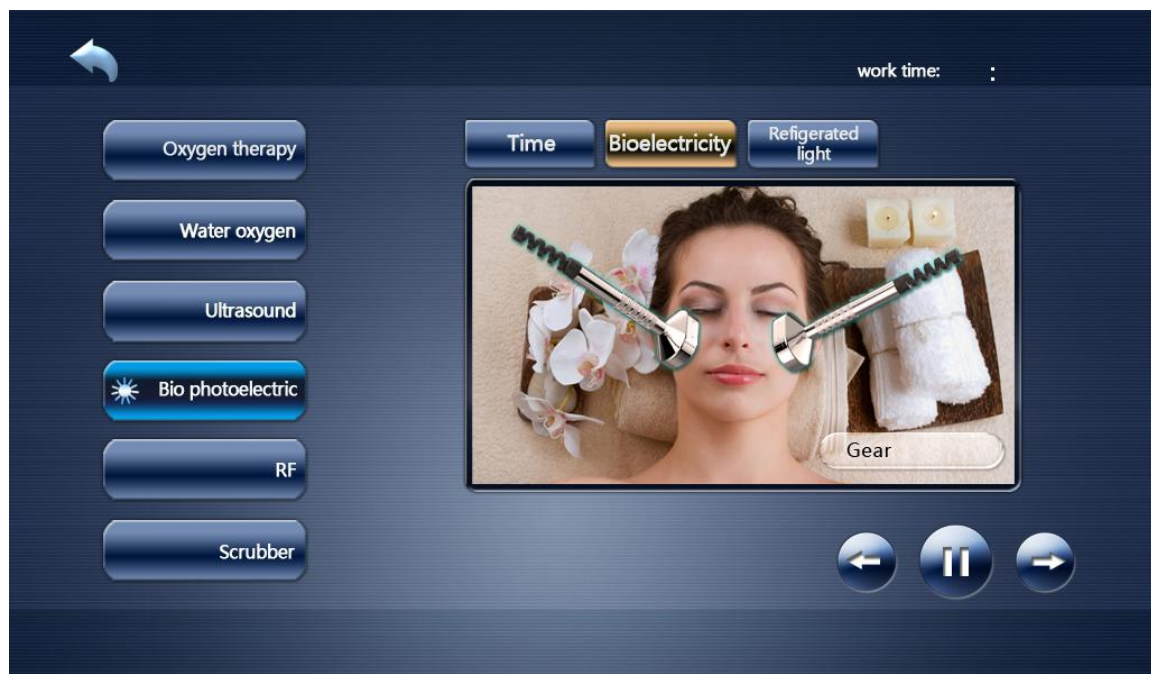 work time: :
Oxygen therapy
Water oxygen
Ultrasound
Bio photoelectric
RF
Scrubber
Time
Bioelectricity
Refigerated
light
Gear